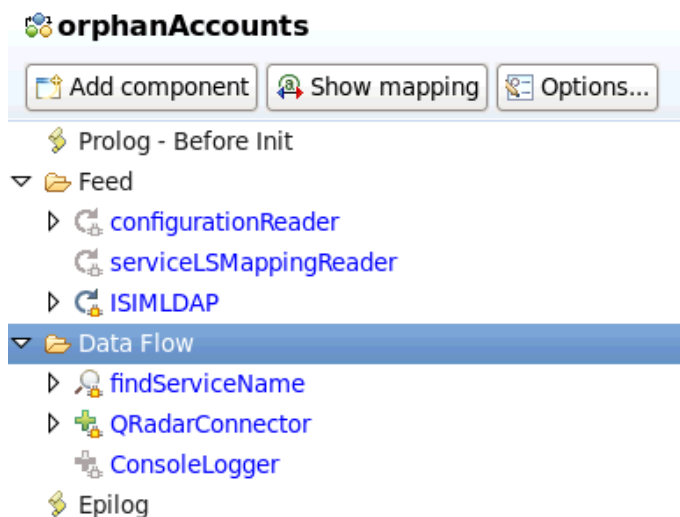 orphanAccounts
Add component Show mapping Options...
Prolog - Before Init
Feed
configurationReader
serviceLSMappingReader
ISIMLDAP
Data Flow
findServiceName
QRadarConnector
ConsoleLogger
Epilog